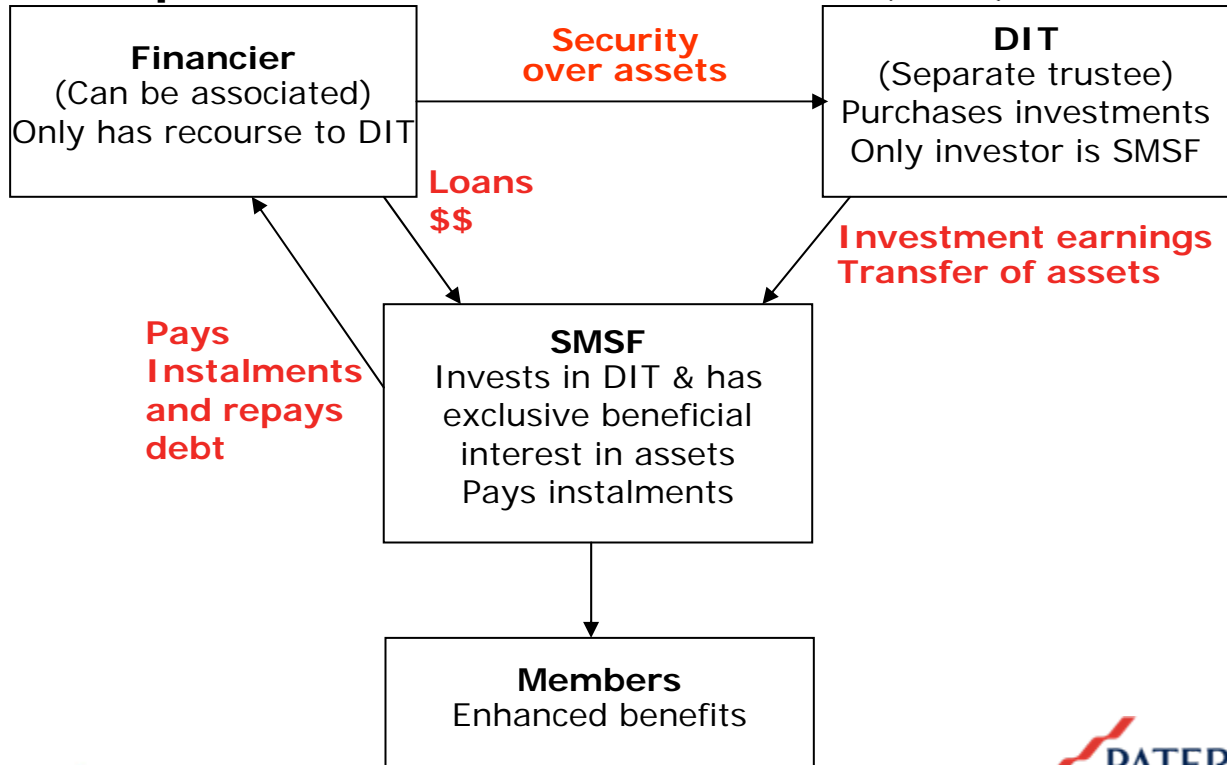 Financier
(Can be associated)
Only has recourse to DIT
Security
over assets
DIT
(Separate trustee)
Purchases investments
Only investor is SMSF
Loans
$$
Investment earnings
Transfer of assets
Pays
Instalments
and repays
debt
SMSF
Invests in DIT & has
exclusive beneficial
interest in assets
Pays instalments
Members
Enhanced benefits